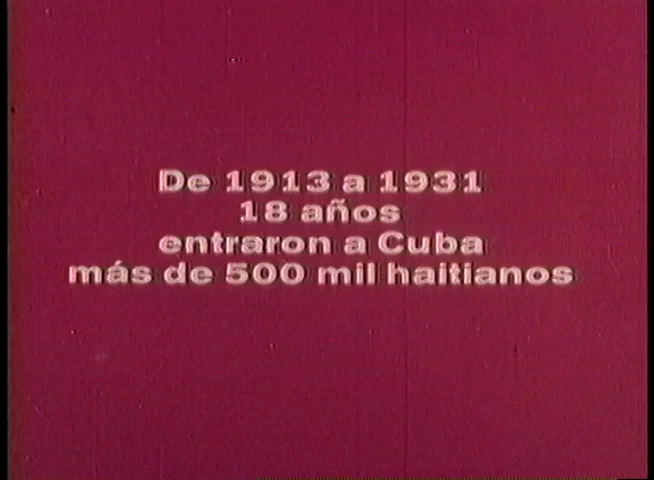 De 1913 a 1931
18 años
entraron a Cuba
más de 500 mil haitianos